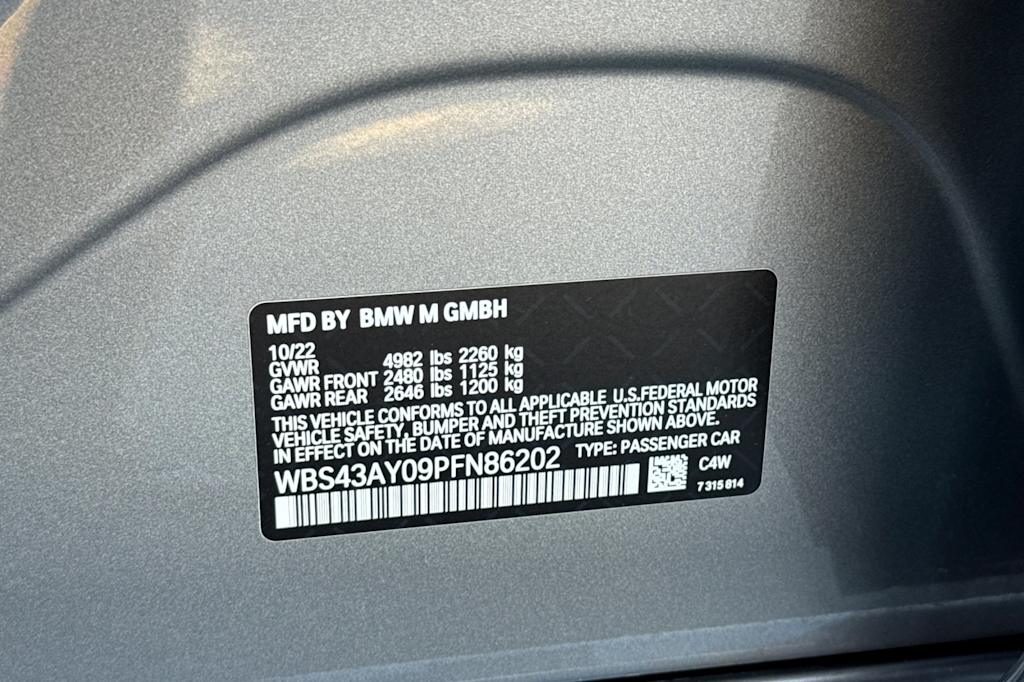 MFD BY BMW M GMBH
10/22
GVWR 4982 lbs 2260 kg
GAWR FRONT 2480 lbs 1125 kg
GAWR REAR 2646 lbs 1200 kg
THIS VEHICLE CONFORMS TO ALL APPLICABLE U.S.FEDERAL MOTOR
VEHICLE SAFETY, BUMPER AND THEFT PREVENTION STANDARDS
IN EFFECT ON THE DATE OF MANUFACTURE SHOWN ABOVE.
WBS43AY09PFN86202 TYPE: PASSENGER CAR
C4W
7 315 814